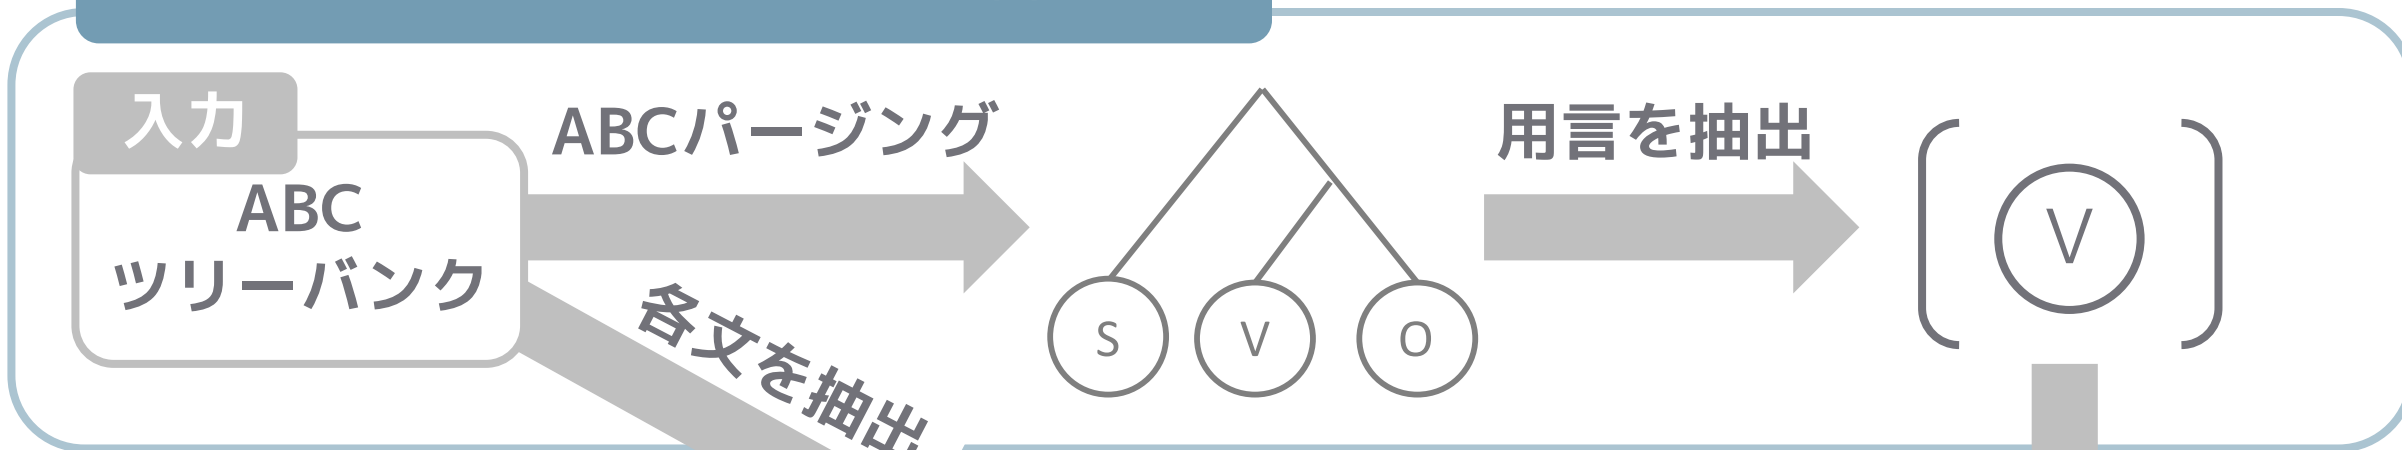 入力
ABC
ツリーバンク
ABCパージング
各文を抽出
S
V
O
用言を抽出
V